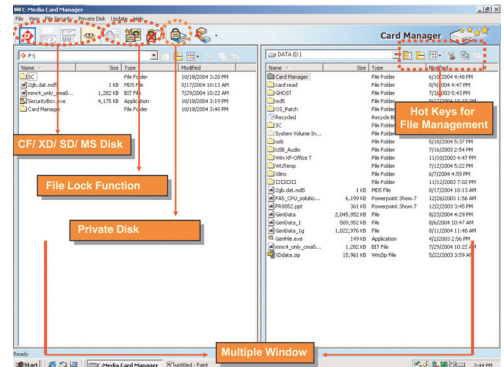 C-Media Card Manager
File View File Security Private Disk Update Help
Card Manager
F:\
DATA (D:)
Name Size Type Modified
SC File Folder 10/18/2004 3:20 PM
2gb.dat.md5 1 KB MD5 File 8/17/2004 10:13 AM
mmc4_only_cma0... 1,282 KB BIT File 7/29/2004 10:22 AM
SecurityBox.exe 4,175 KB Application 10/18/2004 3:19 PM
Card Manager File Folder 10/18/2004 3:40 PM
Name Size Type Modified
Card Manager File Folder 6/10/2004 4:48 PM
card read File Folder 8/9/2004 4:47 PM
GHOST File Folder 7/16/2003 5:43 PM
md5 File Folder 8/17/2004 10:10 AM
OS_Patch File Folder
Recycled Recycle Bin
SC File Folder
System Volume In... File Folder
usb File Folder 5/18/2004 5:37 PM
USB_Audio File Folder 7/16/2003 2:54 PM
Win-XP-Office T File Folder 11/10/2003 4:47 PM
WUTemp File Folder 7/12/2004 5:22 PM
Xilinx File Folder 6/7/2004 4:59 PM
File Folder 11/12/2003 7:02 PM
2gb.dat.md5 1 KB MD5 File 8/17/2004 10:13 AM
FAS_CPU_solutio... 6,199 KB Powerpoint.Show.7 12/26/2003 1:56 AM
FR8052.ppt 361 KB Powerpoint.Show.7 12/2/2003 3:45 PM
GenData 2,045,952 KB File 8/23/2004 4:29 PM
GenData_1 509,952 KB File 8/6/2004 10:47 AM
GenData_1g 1,022,976 KB File 8/11/2004 11:40 AM
GenFile.exe 149 KB Application 4/2/2003 2:56 PM
mmc4_only_cma0... 1,282 KB BIT File 7/29/2004 10:22 AM
XDdata.zip 15,961 KB WinZip File 5/22/2003 3:59 AM
Hot Keys for
File Management
CF/ XD/ SD/ MS Disk
File Lock Function
Private Disk
Multiple Window
Ready
Start C-Media Card Manager untitled - Paint 5:44 PM